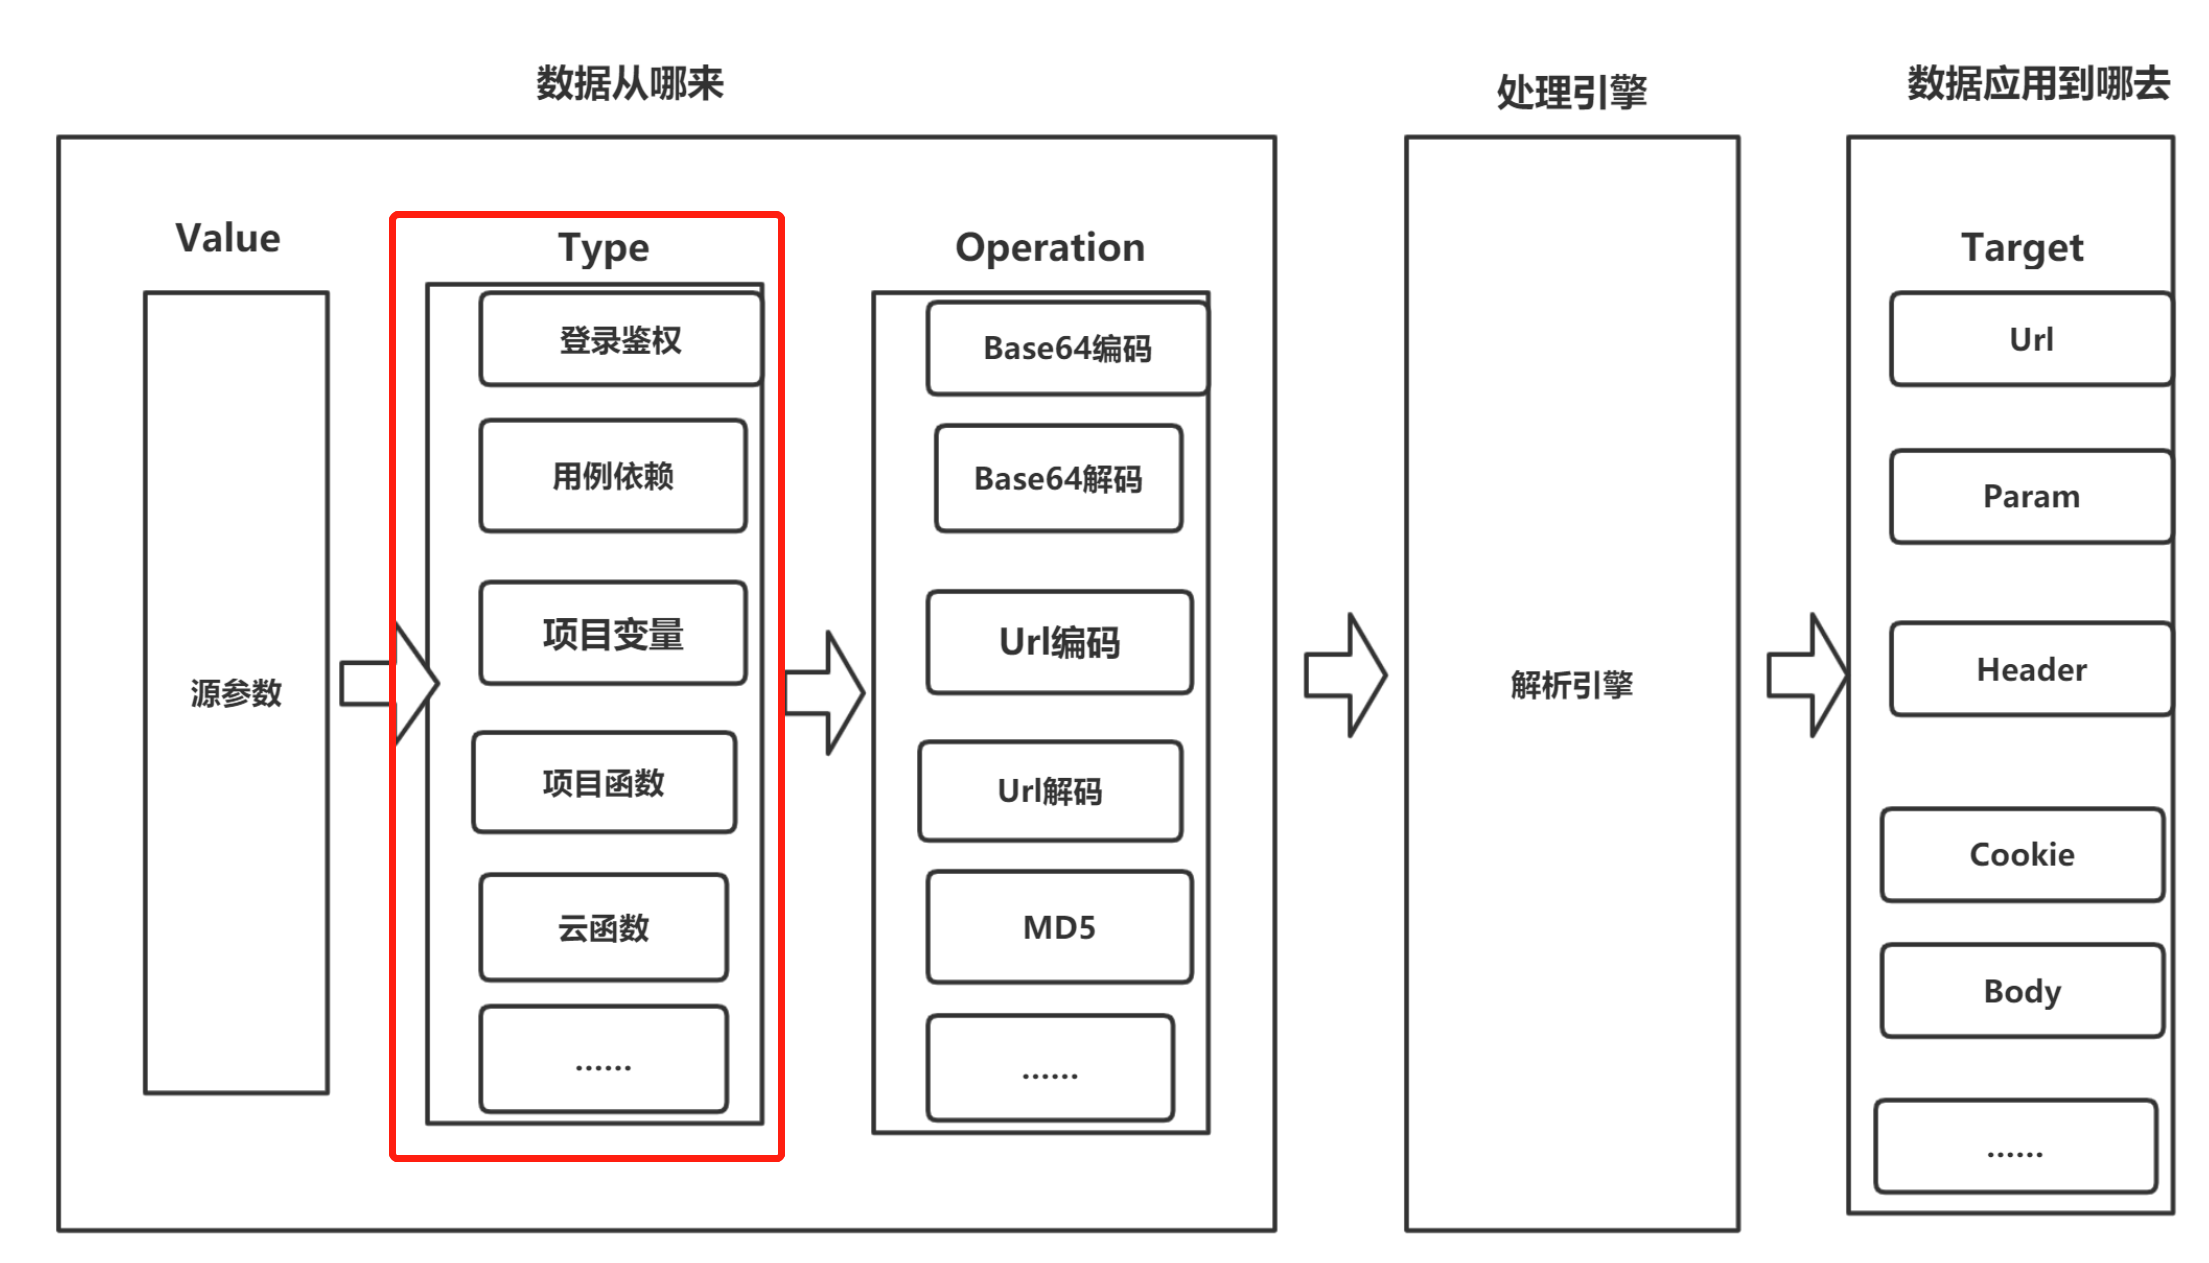 数据从哪来
处理引擎
数据应用到哪去
Value
源参数
Type
登录鉴权
用例依赖
项目变量
项目函数
云函数
......
Operation
Base64编码
Base64解码
Url编码
Url解码
MD5
......
解析引擎
Target
Url
Param
Header
Cookie
Body
......